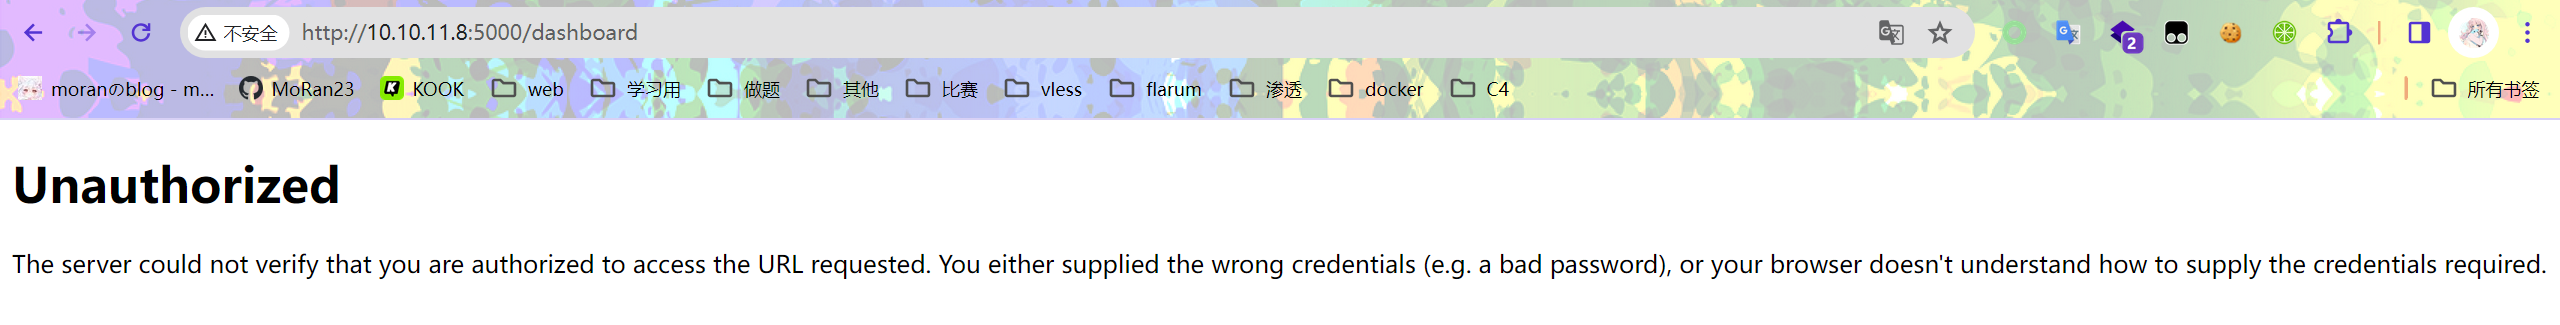 不安全 http://10.10.11.8:5000/dashboard
2
moranのblog - m... MoRan23 KOOK web 学习用 做题 其他 比赛 vless flarum 渗透 docker C4 所有书签
Unauthorized
The server could not verify that you are authorized to access the URL requested. You either supplied the wrong credentials (e.g. a bad password), or your browser doesn't understand how to supply the credentials required.